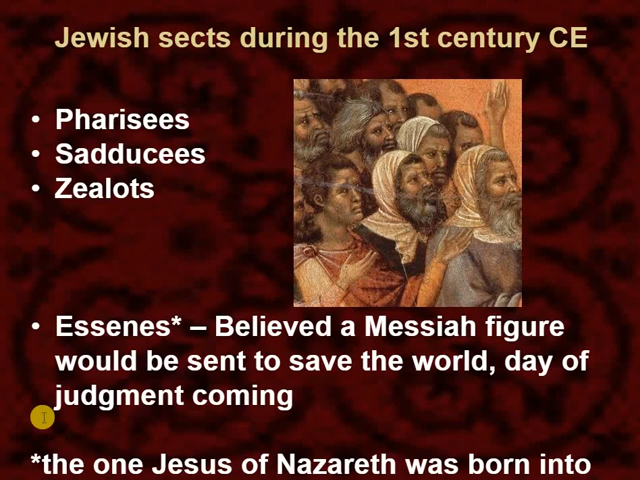 Jewish sects during the 1st century CE
• Pharisees
• Sadducees
• Zealots
• Essenes* – Believed a Messiah figure
would be sent to save the world, day of
judgment coming
*the one Jesus of Nazareth was born into